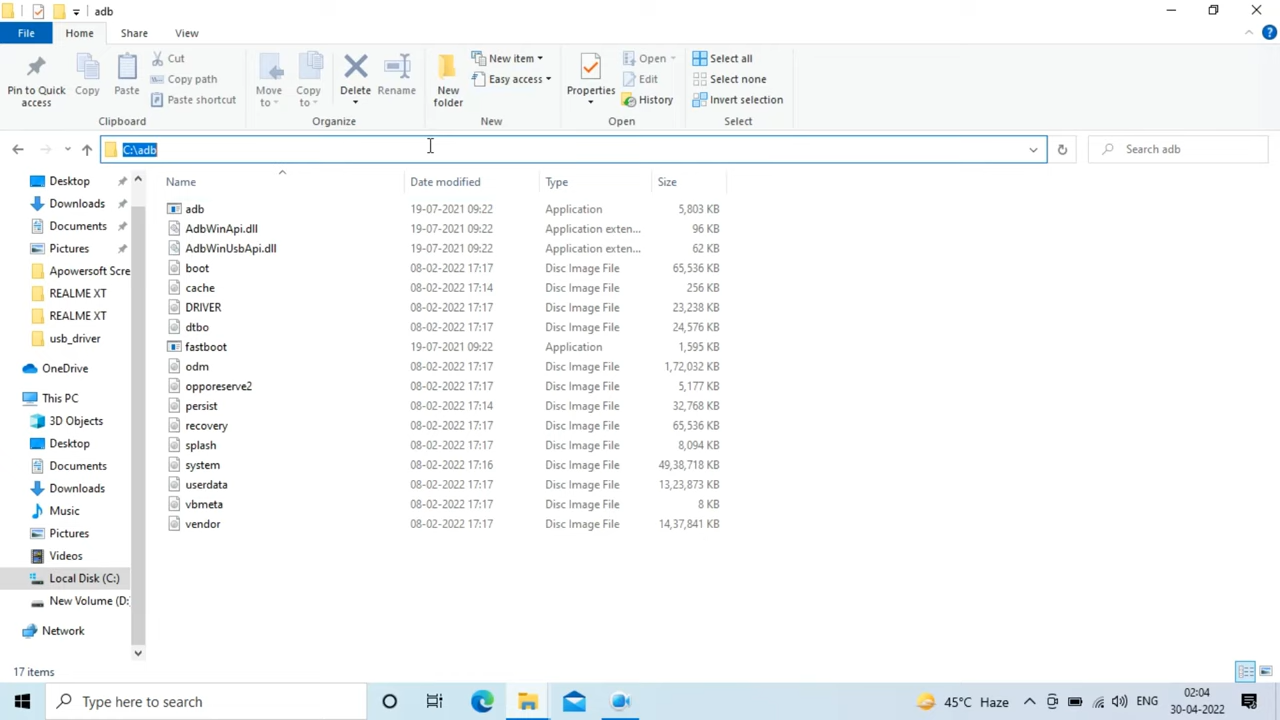 adb
File Home Share View
Pin to Quick access
Copy
Paste
Cut
Copy path
Paste shortcut
Clipboard
Move to
Copy to
Delete
Rename
Organize
New folder
New item
Easy access
New
Properties
Open
Edit
History
Open
Select all
Select none
Invert selection
Select
C:\adb
Search adb
Desktop
Downloads
Documents
Pictures
Apowersoft Scre
REALME XT
REALME XT
usb_driver
OneDrive
This PC
3D Objects
Desktop
Documents
Downloads
Music
Pictures
Videos
Local Disk (C:)
New Volume (D:
Network
Name Date modified Type Size
adb 19-07-2021 09:22 Application 5,803 KB
AdbWinApi.dll 19-07-2021 09:22 Application exten... 96 KB
AdbWinUsbApi.dll 19-07-2021 09:22 Application exten... 62 KB
boot 08-02-2022 17:17 Disc Image File 65,536 KB
cache 08-02-2022 17:14 Disc Image File 256 KB
DRIVER 08-02-2022 17:17 Disc Image File 23,238 KB
dtbo 08-02-2022 17:17 Disc Image File 24,576 KB
fastboot 19-07-2021 09:22 Application 1,595 KB
odm 08-02-2022 17:17 Disc Image File 1,72,032 KB
opporeserve2 08-02-2022 17:17 Disc Image File 5,177 KB
persist 08-02-2022 17:14 Disc Image File 32,768 KB
recovery 08-02-2022 17:17 Disc Image File 65,536 KB
splash 08-02-2022 17:17 Disc Image File 8,094 KB
system 08-02-2022 17:16 Disc Image File 49,38,718 KB
userdata 08-02-2022 17:17 Disc Image File 13,23,873 KB
vbmeta 08-02-2022 17:17 Disc Image File 8 KB
vendor 08-02-2022 17:17 Disc Image File 14,37,841 KB
17 items
Type here to search
45°C Haze
ENG
02:04
30-04-2022